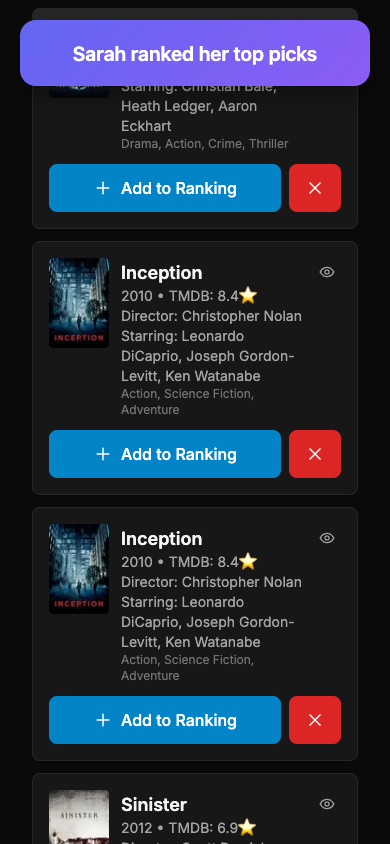 Sarah ranked her top picks
Starring: Christian Bale,
Heath Ledger, Aaron
Eckhart
Drama, Action, Crime, Thriller
+ Add to Ranking
Inception
2010 • TMDB: 8.4⭐
Director: Christopher Nolan
Starring: Leonardo
DiCaprio, Joseph Gordon-
Levitt, Ken Watanabe
Action, Science Fiction,
Adventure
INCEPTION
+ Add to Ranking
Inception
2010 • TMDB: 8.4⭐
Director: Christopher Nolan
Starring: Leonardo
DiCaprio, Joseph Gordon-
Levitt, Ken Watanabe
Action, Science Fiction,
Adventure
INCEPTION
+ Add to Ranking
Sinister
2012 • TMDB: 6.9⭐
SINISTER